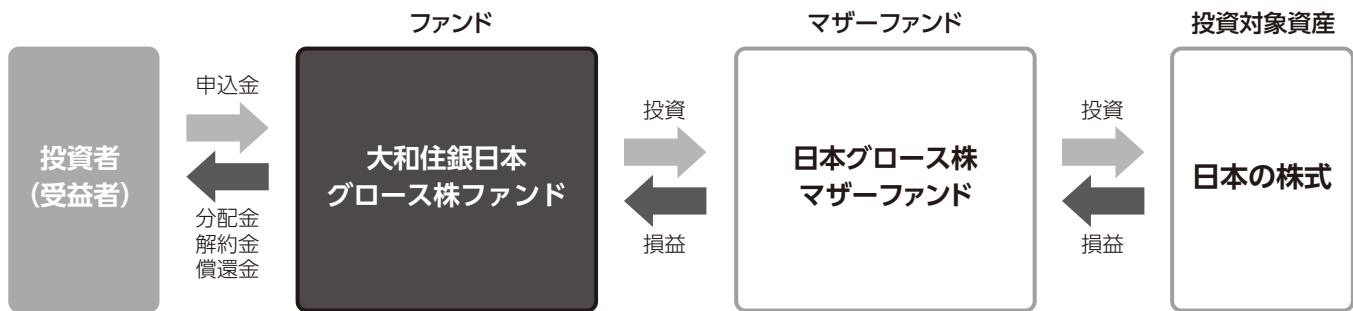 ファンド
マザーファンド
投資対象資産
投資者
(受益者)
申込金
分配金
解約金
償還金
大和住銀日本
グロース株ファンド
投資
損益
日本グロース株
マザーファンド
投資
損益
日本の株式